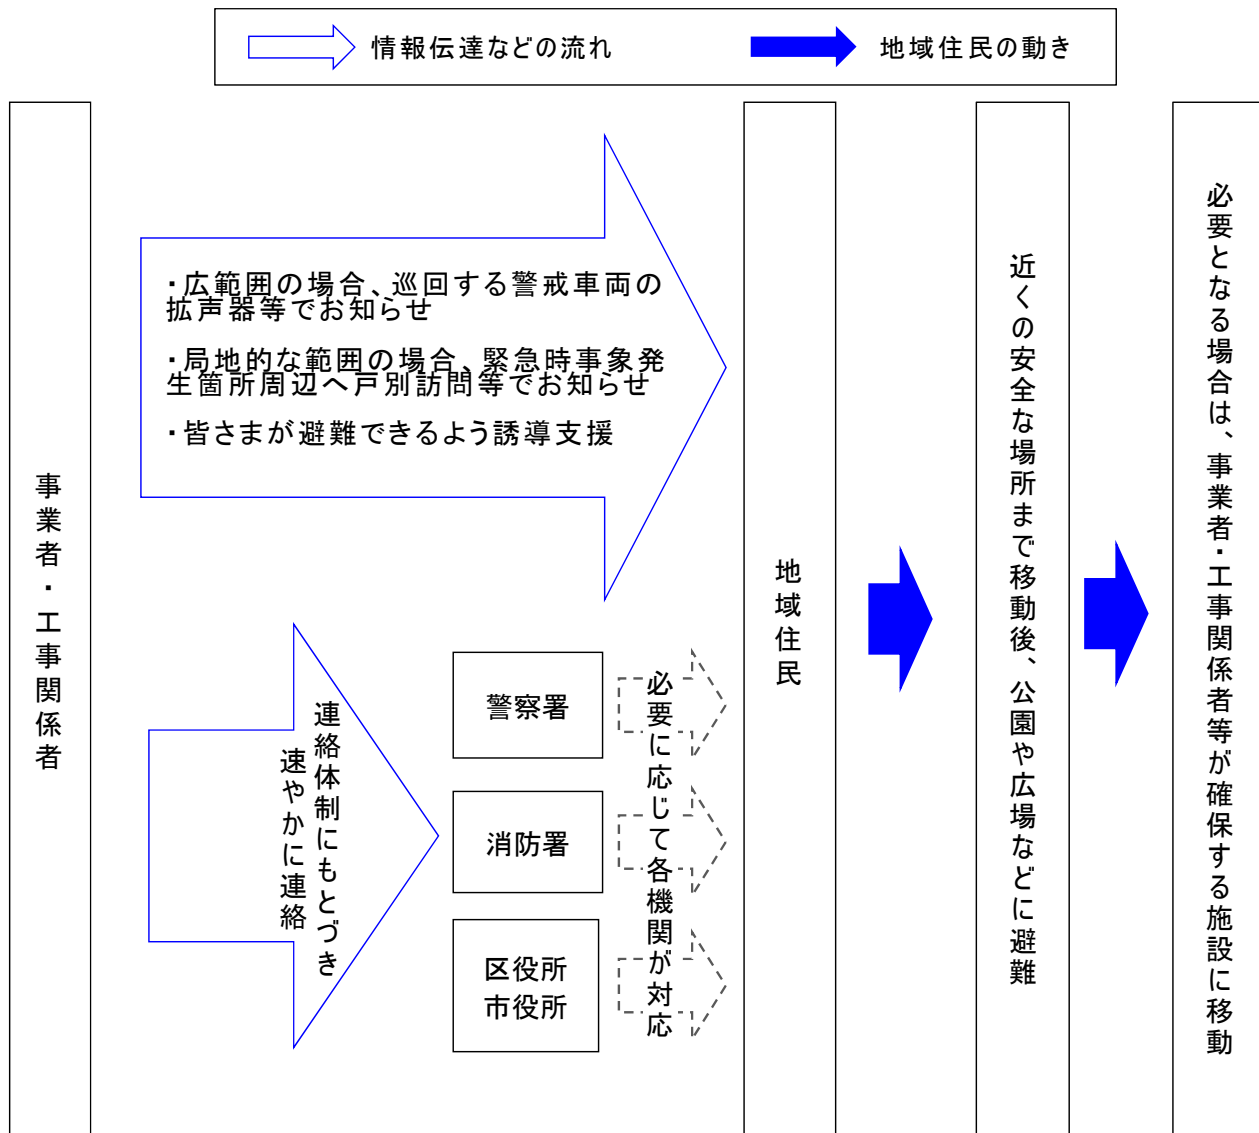 情報伝達などの流れ
地域住民の動き
事業者・工事関係者
・広範囲の場合、巡回する警戒車両の
拡声器等でお知らせ
・局地的な範囲の場合、緊急時事象発
生箇所周辺へ戸別訪問等でお知らせ
・皆さまが避難できるよう誘導支援
連絡体制にもとづき
速やかに連絡
警察署
消防署
区役所
市役所
必要に応じて各機関が対応
地域住民
近くの安全な場所まで移動後、公園や広場などに避難
必要となる場合は、事業者・工事関係者等が確保する施設に移動